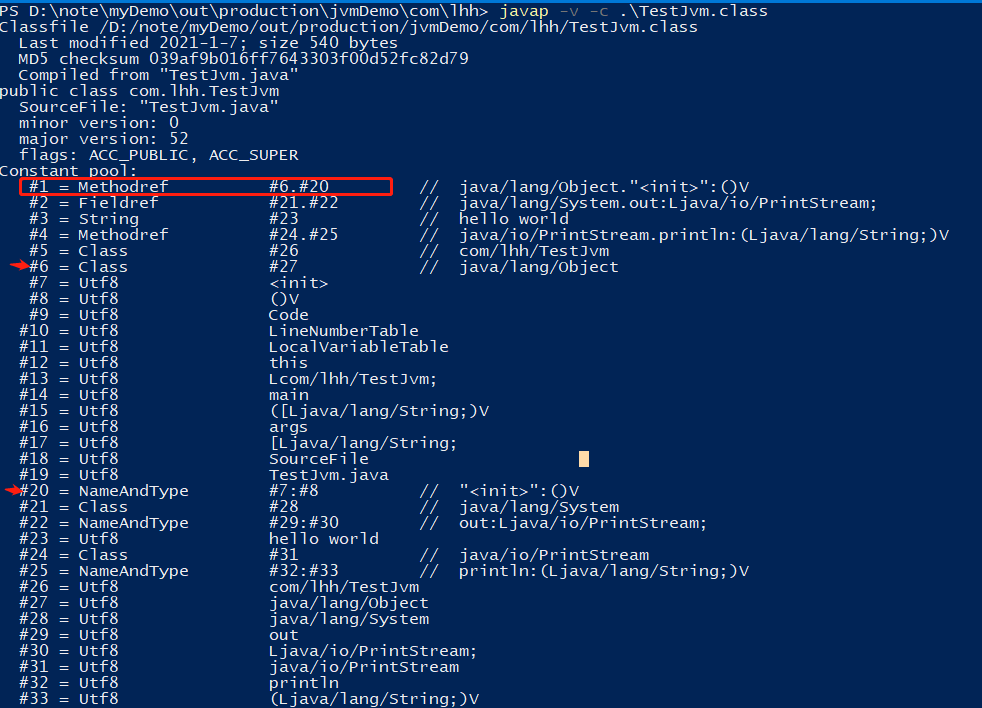 PS D:\note\myDemo\out\production\jvmDemo\com\lhh> javap -v -c .\TestJvm.class
Classfile /D:/note/myDemo/out/production/jvmDemo/com/lhh/TestJvm.class
  Last modified 2021-1-7; size 540 bytes
  MD5 checksum 039af9b016ff7643303f00d52fc82d79
  Compiled from "TestJvm.java"
public class com.lhh.TestJvm
  SourceFile: "TestJvm.java"
  minor version: 0
  major version: 52
  flags: ACC_PUBLIC, ACC_SUPER
Constant pool:
   #1 = Methodref          #6.#20         //  java/lang/Object."<init>":()V
   #2 = Fieldref           #21.#22        //  java/lang/System.out:Ljava/io/PrintStream;
   #3 = String             #23            //  hello world
   #4 = Methodref          #24.#25        //  java/io/PrintStream.println:(Ljava/lang/String;)V
   #5 = Class              #26            //  com/lhh/TestJvm
   #6 = Class              #27            //  java/lang/Object
   #7 = Utf8               <init>
   #8 = Utf8               ()V
   #9 = Utf8               Code
  #10 = Utf8               LineNumberTable
  #11 = Utf8               LocalVariableTable
  #12 = Utf8               this
  #13 = Utf8               Lcom/lhh/TestJvm;
  #14 = Utf8               main
  #15 = Utf8               ([Ljava/lang/String;)V
  #16 = Utf8               args
  #17 = Utf8               [Ljava/lang/String;
  #18 = Utf8               SourceFile
  #19 = Utf8               TestJvm.java
  #20 = NameAndType        #7:#8          //  "<init>":()V
  #21 = Class              #28            //  java/lang/System
  #22 = NameAndType        #29:#30        //  out:Ljava/io/PrintStream;
  #23 = Utf8               hello world
  #24 = Class              #31            //  java/io/PrintStream
  #25 = NameAndType        #32:#33        //  println:(Ljava/lang/String;)V
  #26 = Utf8               com/lhh/TestJvm
  #27 = Utf8               java/lang/Object
  #28 = Utf8               java/lang/System
  #29 = Utf8               out
  #30 = Utf8               Ljava/io/PrintStream;
  #31 = Utf8               java/io/PrintStream
  #32 = Utf8               println
  #33 = Utf8               (Ljava/lang/String;)V